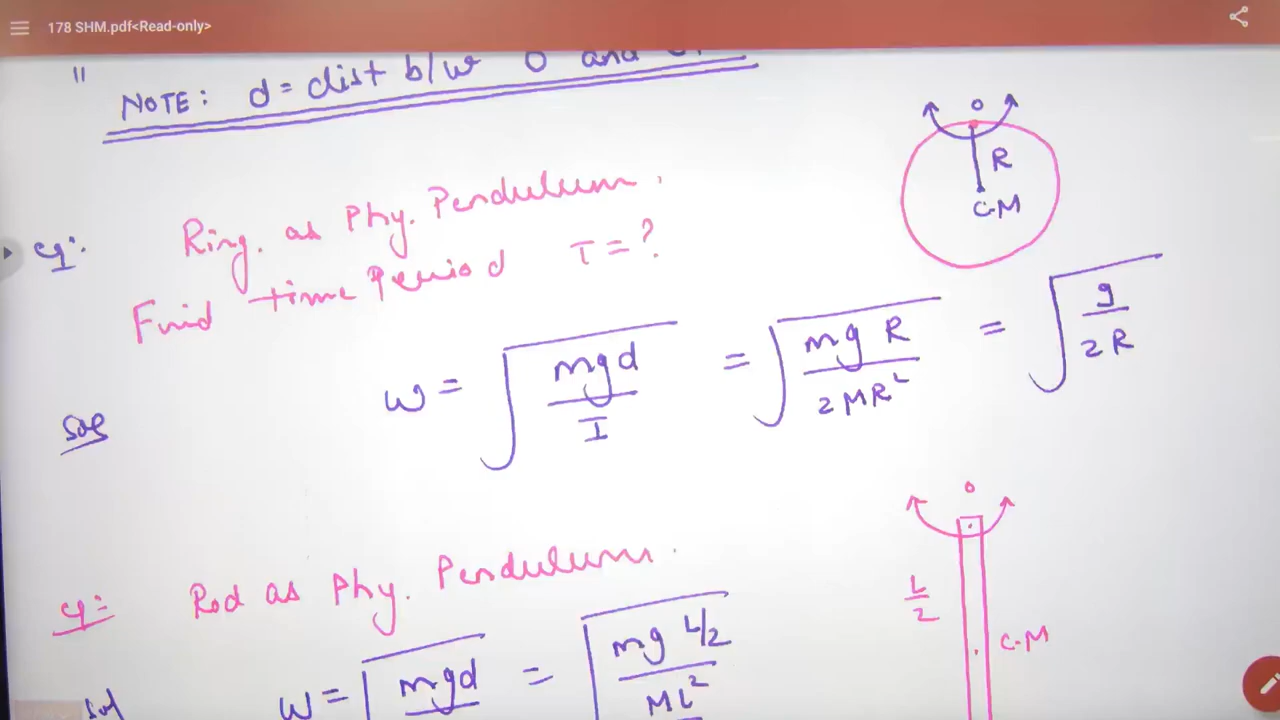 178 SHM.pdf<Read-only>
"
NOTE: d = dist b/w O and
O
R
C.M
eg: Ring. as Phy. Pendulum.
Find time Period T = ?
Sol ω = √(mgd/I) = √(mgR/2MR²) = √(g/2R)
O
eg: Rod as Phy. Pendulum.
L/2
C.M
Sol ω = √mgd = √(mg L/2 / ML²)